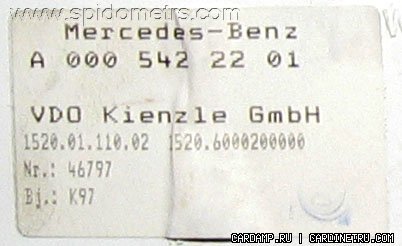 www.spidometrs.com
Mercedes-Benz
A 000 542 22 01
VDO Kienzle GmbH
1520.01.110.02 1520.6000200000
Nr.: 46797
Bj.: K97
CARDAMP.RU | CARDINETRU.COM